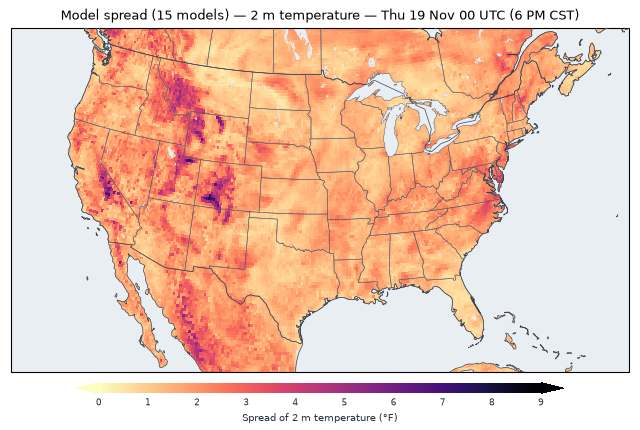 Model spread (15 models) — 2 m temperature — Thu 19 Nov 00 UTC (6 PM CST)
0 1 2 3 4 5 6 7 8 9
Spread of 2 m temperature (°F)